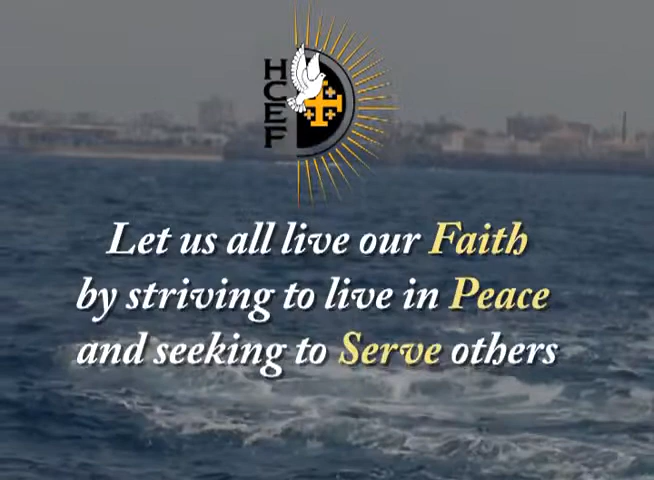 HCEF
Let us all live our Faith
by striving to live in Peace
and seeking to Serve others